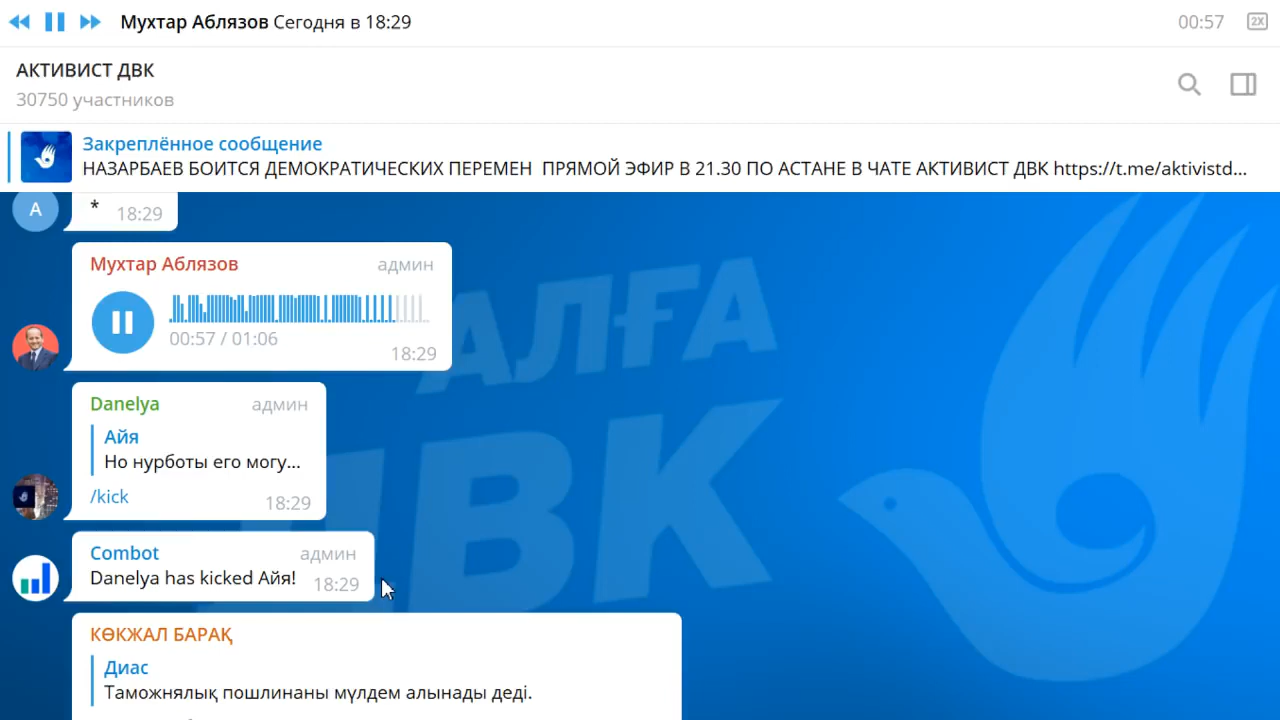 Мухтар Аблязов Сегодня в 18:29
00:57
2X
АКТИВИСТ ДВК
30750 участников
Закреплённое сообщение
НАЗАРБАЕВ БОИТСЯ ДЕМОКРАТИЧЕСКИХ ПЕРЕМЕН ПРЯМОЙ ЭФИР В 21.30 ПО АСТАНЕ В ЧАТЕ АКТИВИСТ ДВК https://t.me/aktivistd...
А
* 18:29
Мухтар Аблязов админ
00:57 / 01:06
18:29
Danelya админ
Айя
Но нурботы его могу...
/kick 18:29
Combot админ
Danelya has kicked Айя! 18:29
КӨКЖАЛ БАРАҚ
Диас
Таможнялық пошлинаны мүлдем алынады деді.
АЛҒА
ДВК